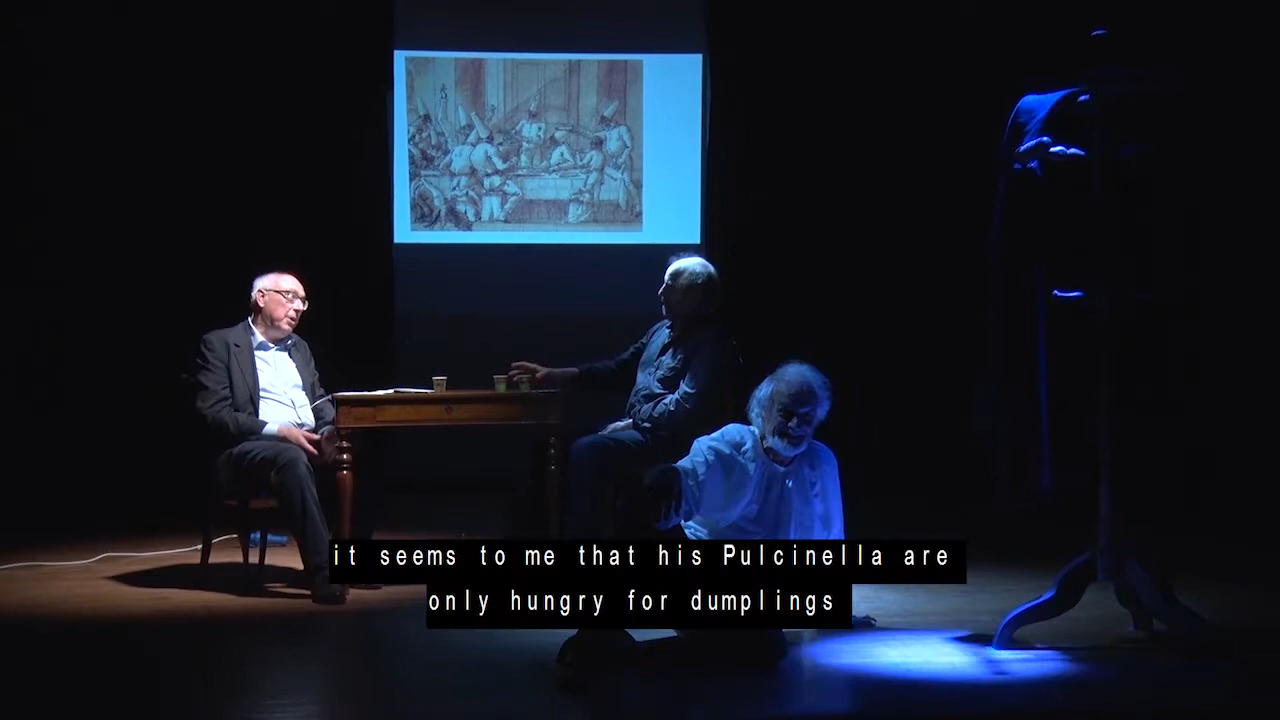 it seems to me that his Pulcinella are
only hungry for dumplings